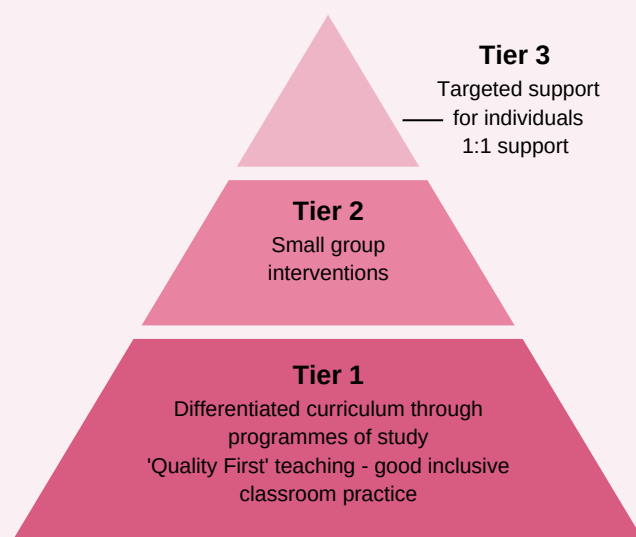 Tier 3
Targeted support
for individuals
1:1 support
Tier 2
Small group
interventions
Tier 1
Differentiated curriculum through
programmes of study
'Quality First' teaching - good inclusive
classroom practice